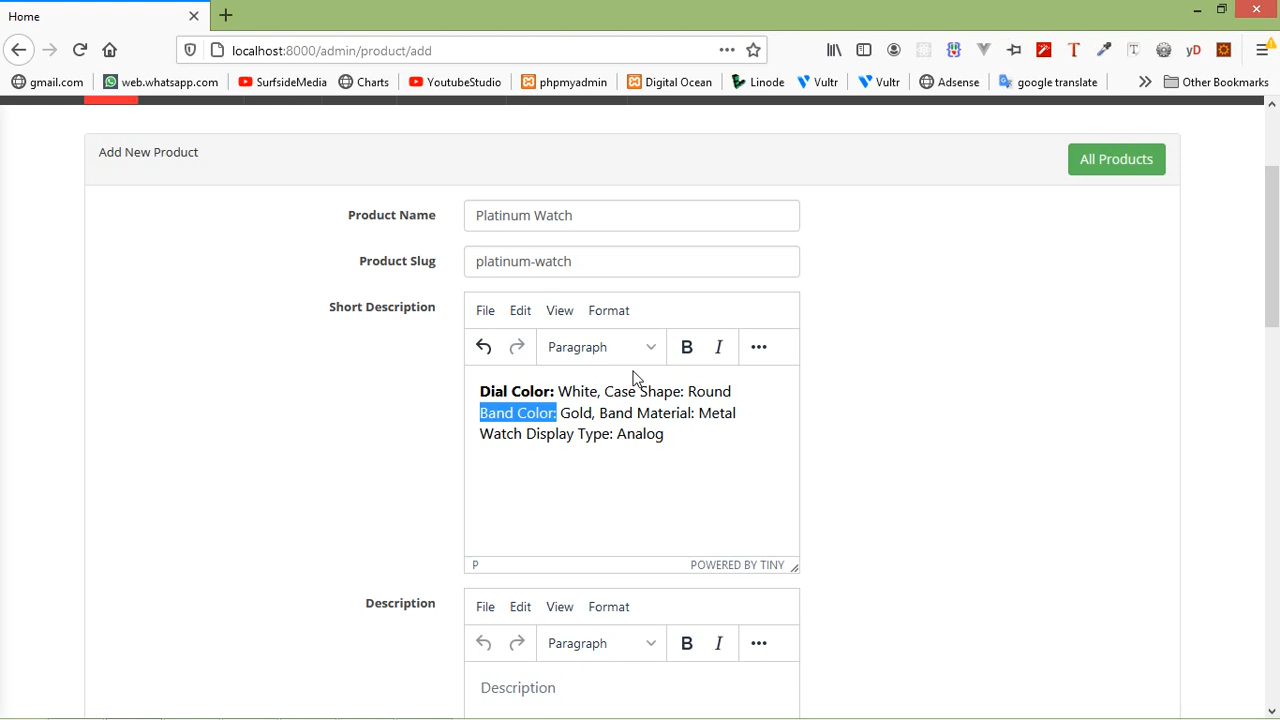 Home
localhost:8000/admin/product/add
gmail.com web.whatsapp.com SurfsideMedia Charts YoutubeStudio phpmyadmin Digital Ocean Linode Vultr Vultr Adsense google translate Other Bookmarks
Add New Product
All Products
Product Name Platinum Watch
Product Slug platinum-watch
Short Description File Edit View Format
Paragraph B I
Dial Color: White, Case Shape: Round
Band Color: Gold, Band Material: Metal
Watch Display Type: Analog
P POWERED BY TINY
Description File Edit View Format
Paragraph B I
Description